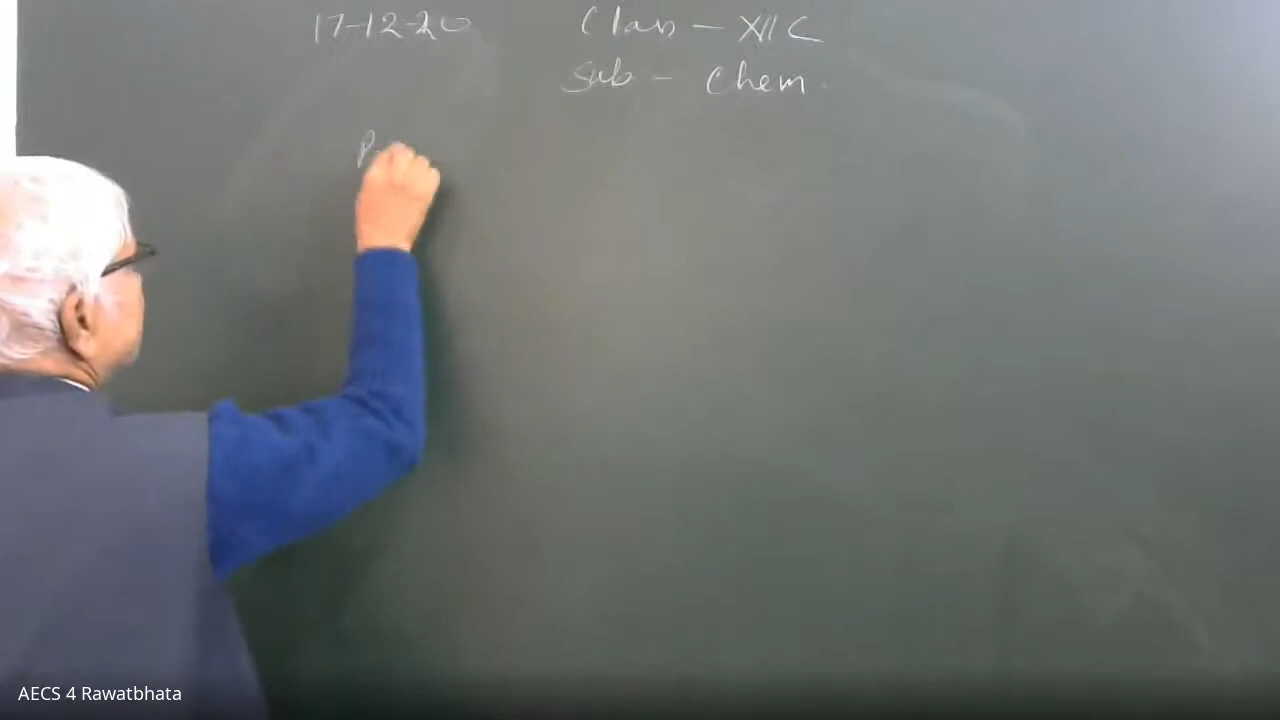 17-12-20 Class - XII C
Sub - Chem.
P
AECS 4 Rawatbhata